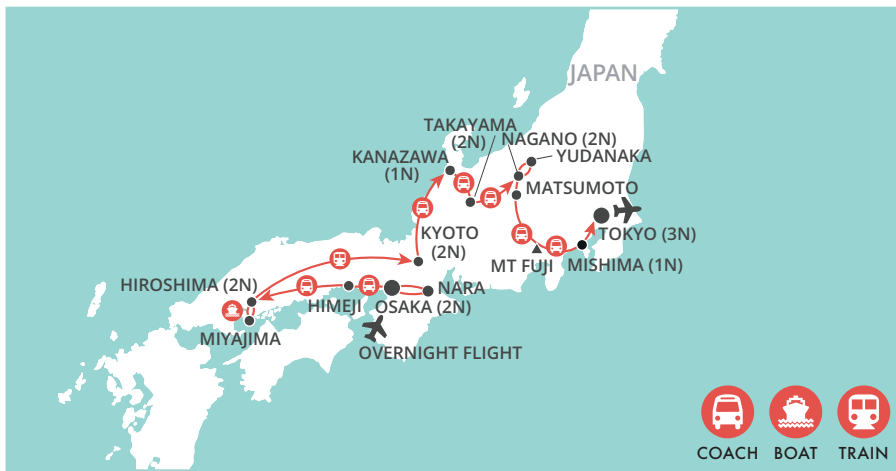 JAPAN
TAKAYAMA
(2N)
NAGANO (2N)
YUDANAKA
KANAZAWA
(1N)
MATSUMOTO
KYOTO
(2N)
TOKYO (3N)
MT FUJI
MISHIMA (1N)
HIROSHIMA (2N)
HIMEJI
OSAKA (2N)
NARA
MIYAJIMA
OVERNIGHT FLIGHT
COACH
BOAT
TRAIN